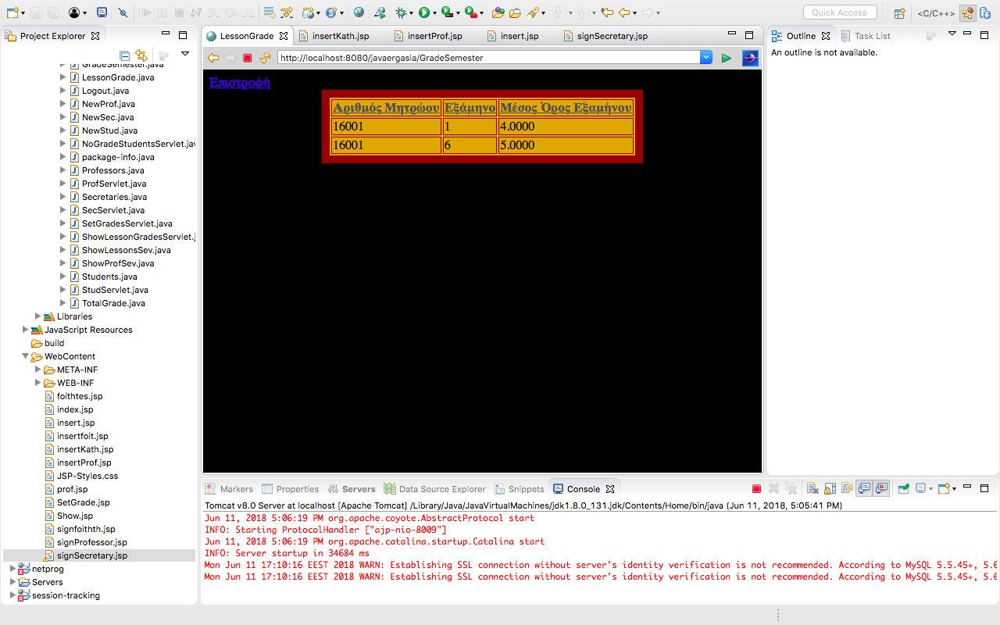 Quick Access
<C/C++>
Project Explorer
LessonGrade
insertKath.jsp
insertProf.jsp
insert.jsp
signSecretary.jsp
Outline
Task List
http://localhost:8080/javaergasia/GradeSemester
An outline is not available.
GradeSemester.java
LessonGrade.java
Logout.java
NewProf.java
NewSec.java
NewStud.java
NoGradeStudentsServlet.jav
package-info.java
Professors.java
ProfServlet.java
Secretaries.java
SecServlet.java
SetGradesServlet.java
ShowLessonGradesServlet.j
ShowLessonsSev.java
ShowProfSev.java
Students.java
StudServlet.java
TotalGrade.java
Libraries
JavaScript Resources
build
WebContent
META-INF
WEB-INF
foithtes.jsp
index.jsp
insert.jsp
insertfoit.jsp
insertKath.jsp
insertProf.jsp
JSP-Styles.css
prof.jsp
SetGrade.jsp
Show.jsp
signfoithth.jsp
signProfessor.jsp
signSecretary.jsp
netprog
Servers
session-tracking
Επιστροφή
Αριθμός Μητρώου Εξάμηνο Μέσος Όρος Εξαμήνου
16001 1 4.0000
16001 6 5.0000
Markers
Properties
Servers
Data Source Explorer
Snippets
Console
Tomcat v8.0 Server at localhost [Apache Tomcat] /Library/Java/JavaVirtualMachines/jdk1.8.0_131.jdk/Contents/Home/bin/java (Jun 11, 2018, 5:05:41 PM)
Jun 11, 2018 5:06:19 PM org.apache.coyote.AbstractProtocol start
INFO: Starting ProtocolHandler ["ajp-nio-8009"]
Jun 11, 2018 5:06:19 PM org.apache.catalina.startup.Catalina start
INFO: Server startup in 34684 ms
Mon Jun 11 17:10:16 EEST 2018 WARN: Establishing SSL connection without server's identity verification is not recommended. According to MySQL 5.5.45+, 5.6
Mon Jun 11 17:10:16 EEST 2018 WARN: Establishing SSL connection without server's identity verification is not recommended. According to MySQL 5.5.45+, 5.6